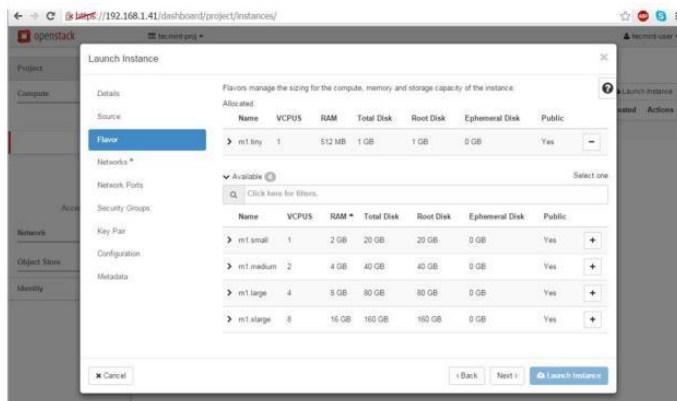 https://192.168.1.41/dashboard/project/instances/
openstack
tecmint-proj
tecmint-user
Launch Instance
Project
Compute
Network
Object Store
Identity
Launch Instance
Actions
Details
Source
Flavor
Networks *
Network Ports
Security Groups
Key Pair
Configuration
Metadata
Flavors manage the sizing for the compute, memory and storage capacity of the instance.
Allocated
Name VCPUS RAM Total Disk Root Disk Ephemeral Disk Public
m1.tiny 1 512 MB 1 GB 1 GB 0 GB Yes
Available 4 Select one
Click here for filters.
Name VCPUS RAM Total Disk Root Disk Ephemeral Disk Public
m1.small 1 2 GB 20 GB 20 GB 0 GB Yes
m1.medium 2 4 GB 40 GB 40 GB 0 GB Yes
m1.large 4 8 GB 80 GB 80 GB 0 GB Yes
m1.xlarge 8 16 GB 160 GB 160 GB 0 GB Yes
Cancel
‹ Back Next › Launch Instance